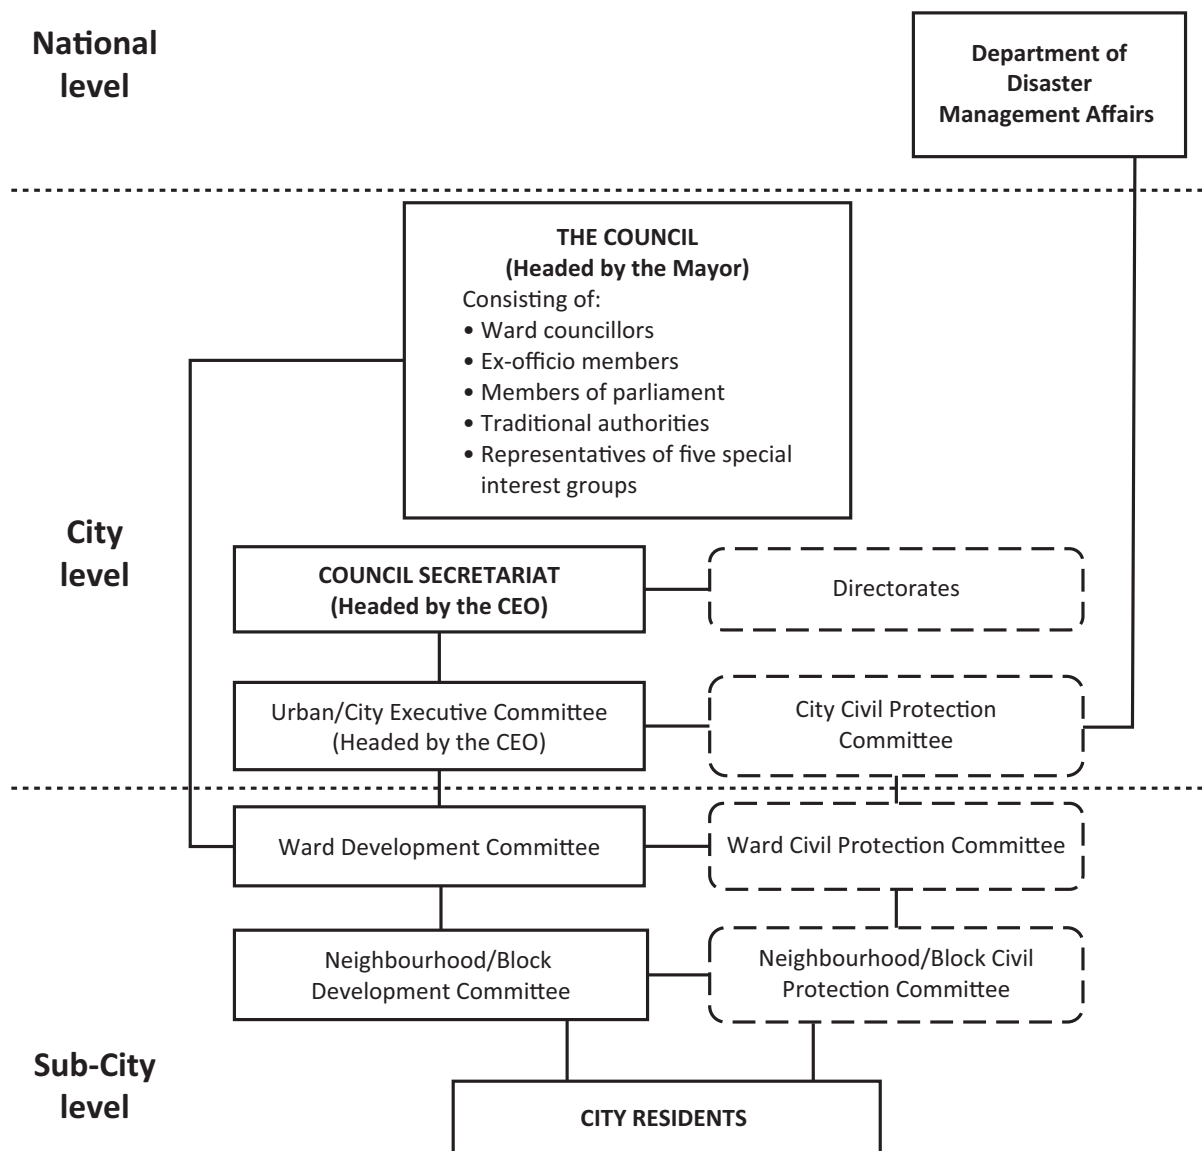 National
level
Department of
Disaster
Management Affairs
THE COUNCIL
(Headed by the Mayor)
Consisting of:
• Ward councillors
• Ex-officio members
• Members of parliament
• Traditional authorities
• Representatives of five special
interest groups
City
level
COUNCIL SECRETARIAT
(Headed by the CEO)
Directorates
Urban/City Executive Committee
(Headed by the CEO)
City Civil Protection
Committee
Ward Development Committee
Ward Civil Protection Committee
Neighbourhood/Block
Development Committee
Neighbourhood/Block Civil
Protection Committee
Sub-City
level
CITY RESIDENTS